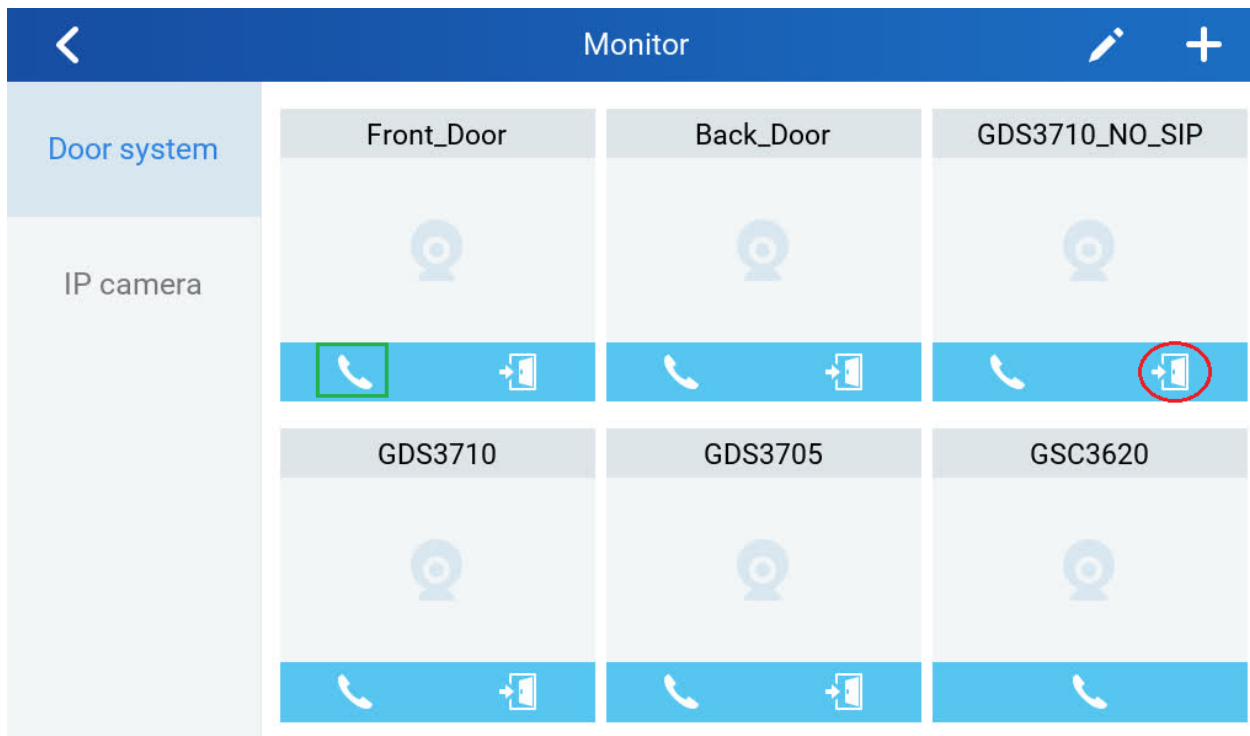 Monitor
Door system
IP camera
Front_Door
Back_Door
GDS3710_NO_SIP
GDS3710
GDS3705
GSC3620